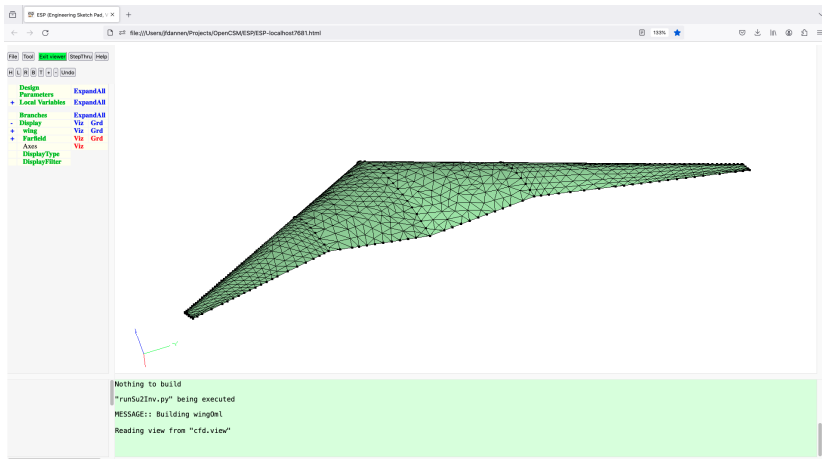 ESP (Engineering Sketch Pad,
file:///Users/jfdannen/Projects/OpenCSM/ESP/ESP-localhost7681.html
133%
File Tool Exit viewer StepThru Help
H L R B T + - Undo
Design Parameters ExpandAll
+ Local Variables ExpandAll
Branches ExpandAll
- Display Viz Grd
+ wing Viz Grd
+ Farfield Viz Grd
Axes Viz
DisplayType
DisplayFilter
Nothing to build
"runSu2Inv.py" being executed
MESSAGE:: Building wingOml
Reading view from "cfd.view"